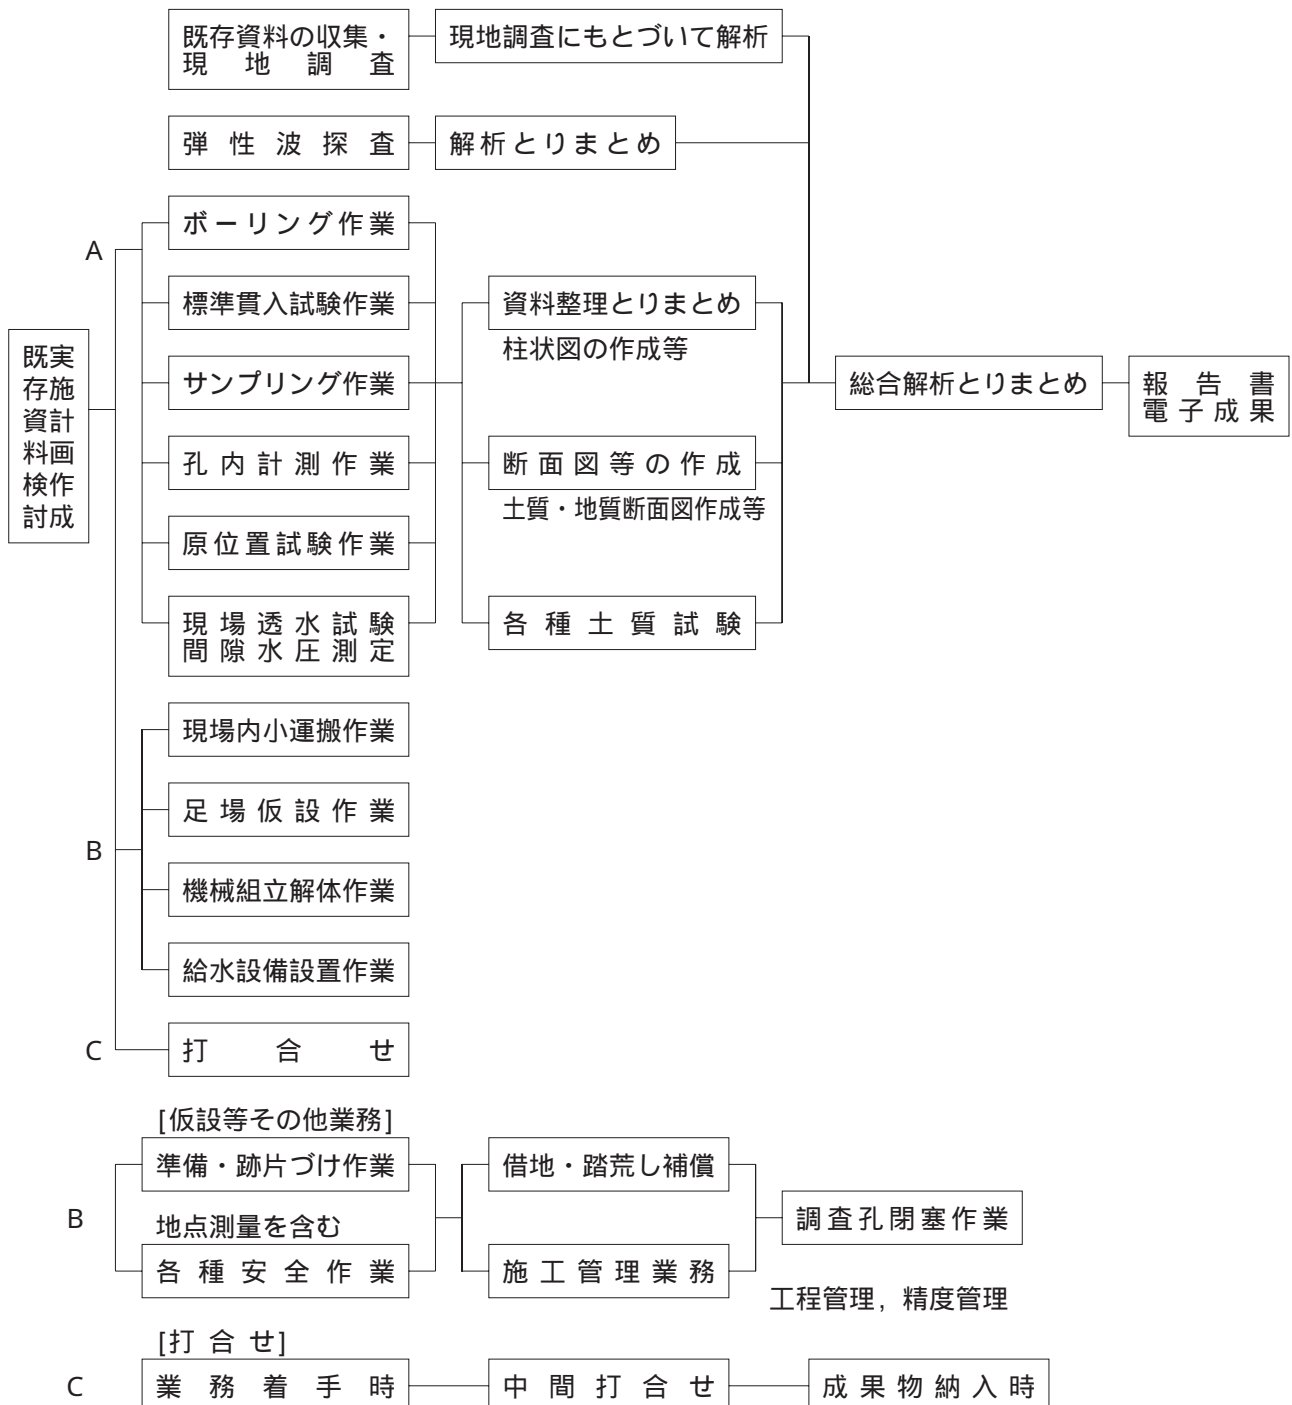 既存資料の収集・
現地調査
現地調査にもとづいて解析
弾性波探査
解析とりまとめ
A
ボーリング作業
標準貫入試験作業
サンプリング作業
孔内計測作業
原位置試験作業
現場透水試験
間隙水圧測定
既存資料検討
実施計画作成
資料整理とりまとめ
柱状図の作成等
断面図等の作成
土質・地質断面図作成等
各種土質試験
総合解析とりまとめ
報告書
電子成果
B
現場内小運搬作業
足場仮設作業
機械組立解体作業
給水設備設置作業
C
打合せ
[仮設等その他業務]
B
準備・跡片づけ作業
地点測量を含む
各種安全作業
借地・踏荒し補償
施工管理業務
調査孔閉塞作業
工程管理，精度管理
[打合せ]
C
業務着手時
中間打合せ
成果物納入時